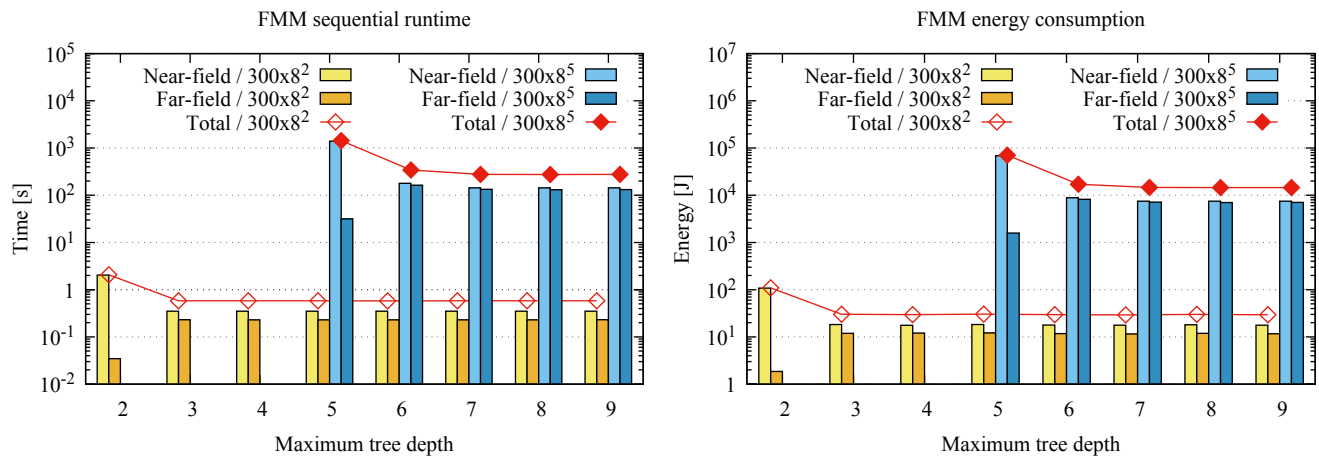 FMM sequential runtime
10^5
10^4
10^3
10^2
10^1
1
10^-1
10^-2
Time [s]
Near-field / 300x8^2
Far-field / 300x8^2
Total / 300x8^2
Near-field / 300x8^5
Far-field / 300x8^5
Total / 300x8^5
2 3 4 5 6 7 8 9
Maximum tree depth
FMM energy consumption
10^7
10^6
10^5
10^4
10^3
10^2
10^1
1
Energy [J]
Near-field / 300x8^2
Far-field / 300x8^2
Total / 300x8^2
Near-field / 300x8^5
Far-field / 300x8^5
Total / 300x8^5
2 3 4 5 6 7 8 9
Maximum tree depth